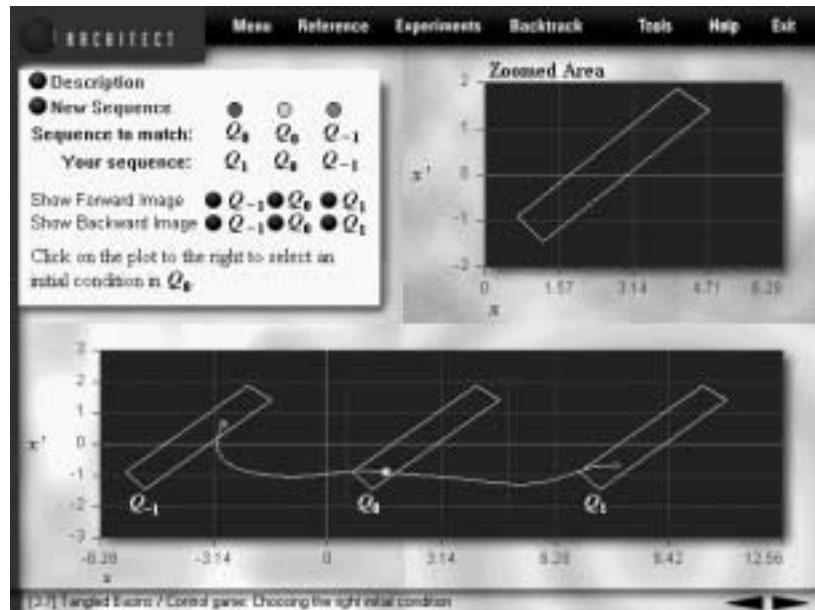 ARCHITECT
Menu Reference Experiments Backtrack Tools Help Exit
Description
New Sequence
Sequence to match: Q0 Q0 Q-1
Your sequence: Q1 Q0 Q-1
Show Forward Image Q-1 Q0 Q1
Show Backward Image Q-1 Q0 Q1
Click on the plot to the right to select an
initial condition in Q0
Zoomed Area
2
1
x'
0
-1
-2
0 1.57 3.14 4.71 6.29
x
3
2
1
x'
0
-1
-2
-3
Q-1 Q0 Q1
-6.28 -3.14 0 3.14 6.28 9.42 12.56
x
Tangled Basins / Control game: Choosing the right initial condition